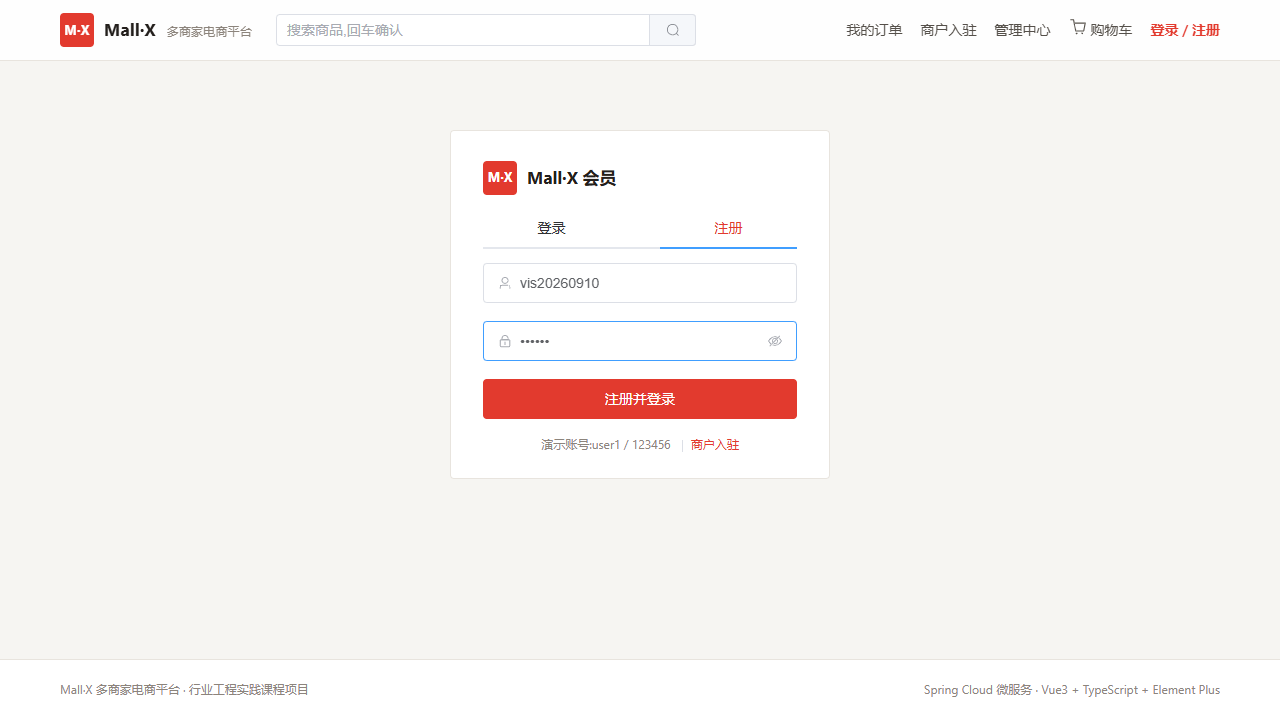 M·X Mall·X 多商家电商平台 搜索商品,回车确认 我的订单 商户入驻 管理中心 购物车 登录 / 注册
M·X Mall·X 会员
登录 注册
vis20260910
••••••
注册并登录
演示账号:user1 / 123456 商户入驻
Mall·X 多商家电商平台 · 行业工程实践课程项目 Spring Cloud 微服务 · Vue3 + TypeScript + Element Plus